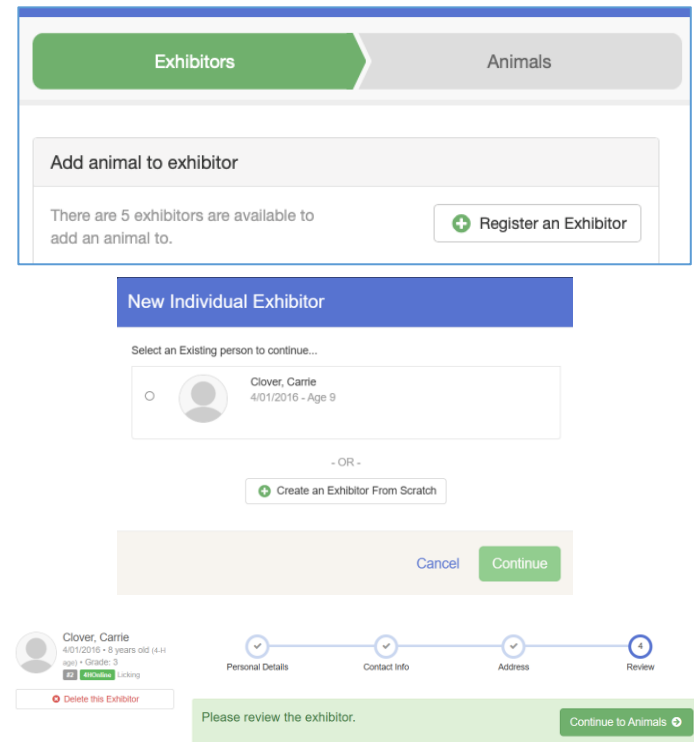 Exhibitors
Animals
Add animal to exhibitor
There are 5 exhibitors are available to
add an animal to.
Register an Exhibitor
New Individual Exhibitor
Select an Existing person to continue...
Clover, Carrie
4/01/2016 - Age 9
- OR -
Create an Exhibitor From Scratch
Cancel
Continue
Clover, Carrie
4/01/2016 • 8 years old (4-H
age) • Grade: 3
#2 4HOnline Licking
Delete this Exhibitor
Personal Details
Contact Info
Address
4
Review
Please review the exhibitor.
Continue to Animals